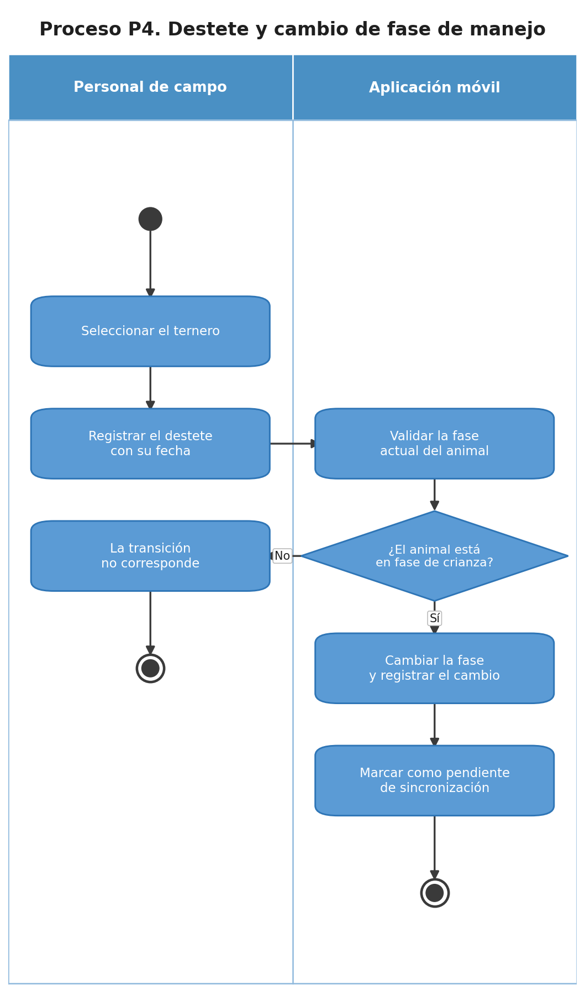 Proceso P4. Destete y cambio de fase de manejo
Personal de campo
Aplicación móvil
Seleccionar el ternero
Registrar el destete
con su fecha
Validar la fase
actual del animal
La transición
no corresponde
No
¿El animal está
en fase de crianza?
Sí
Cambiar la fase
y registrar el cambio
Marcar como pendiente
de sincronización